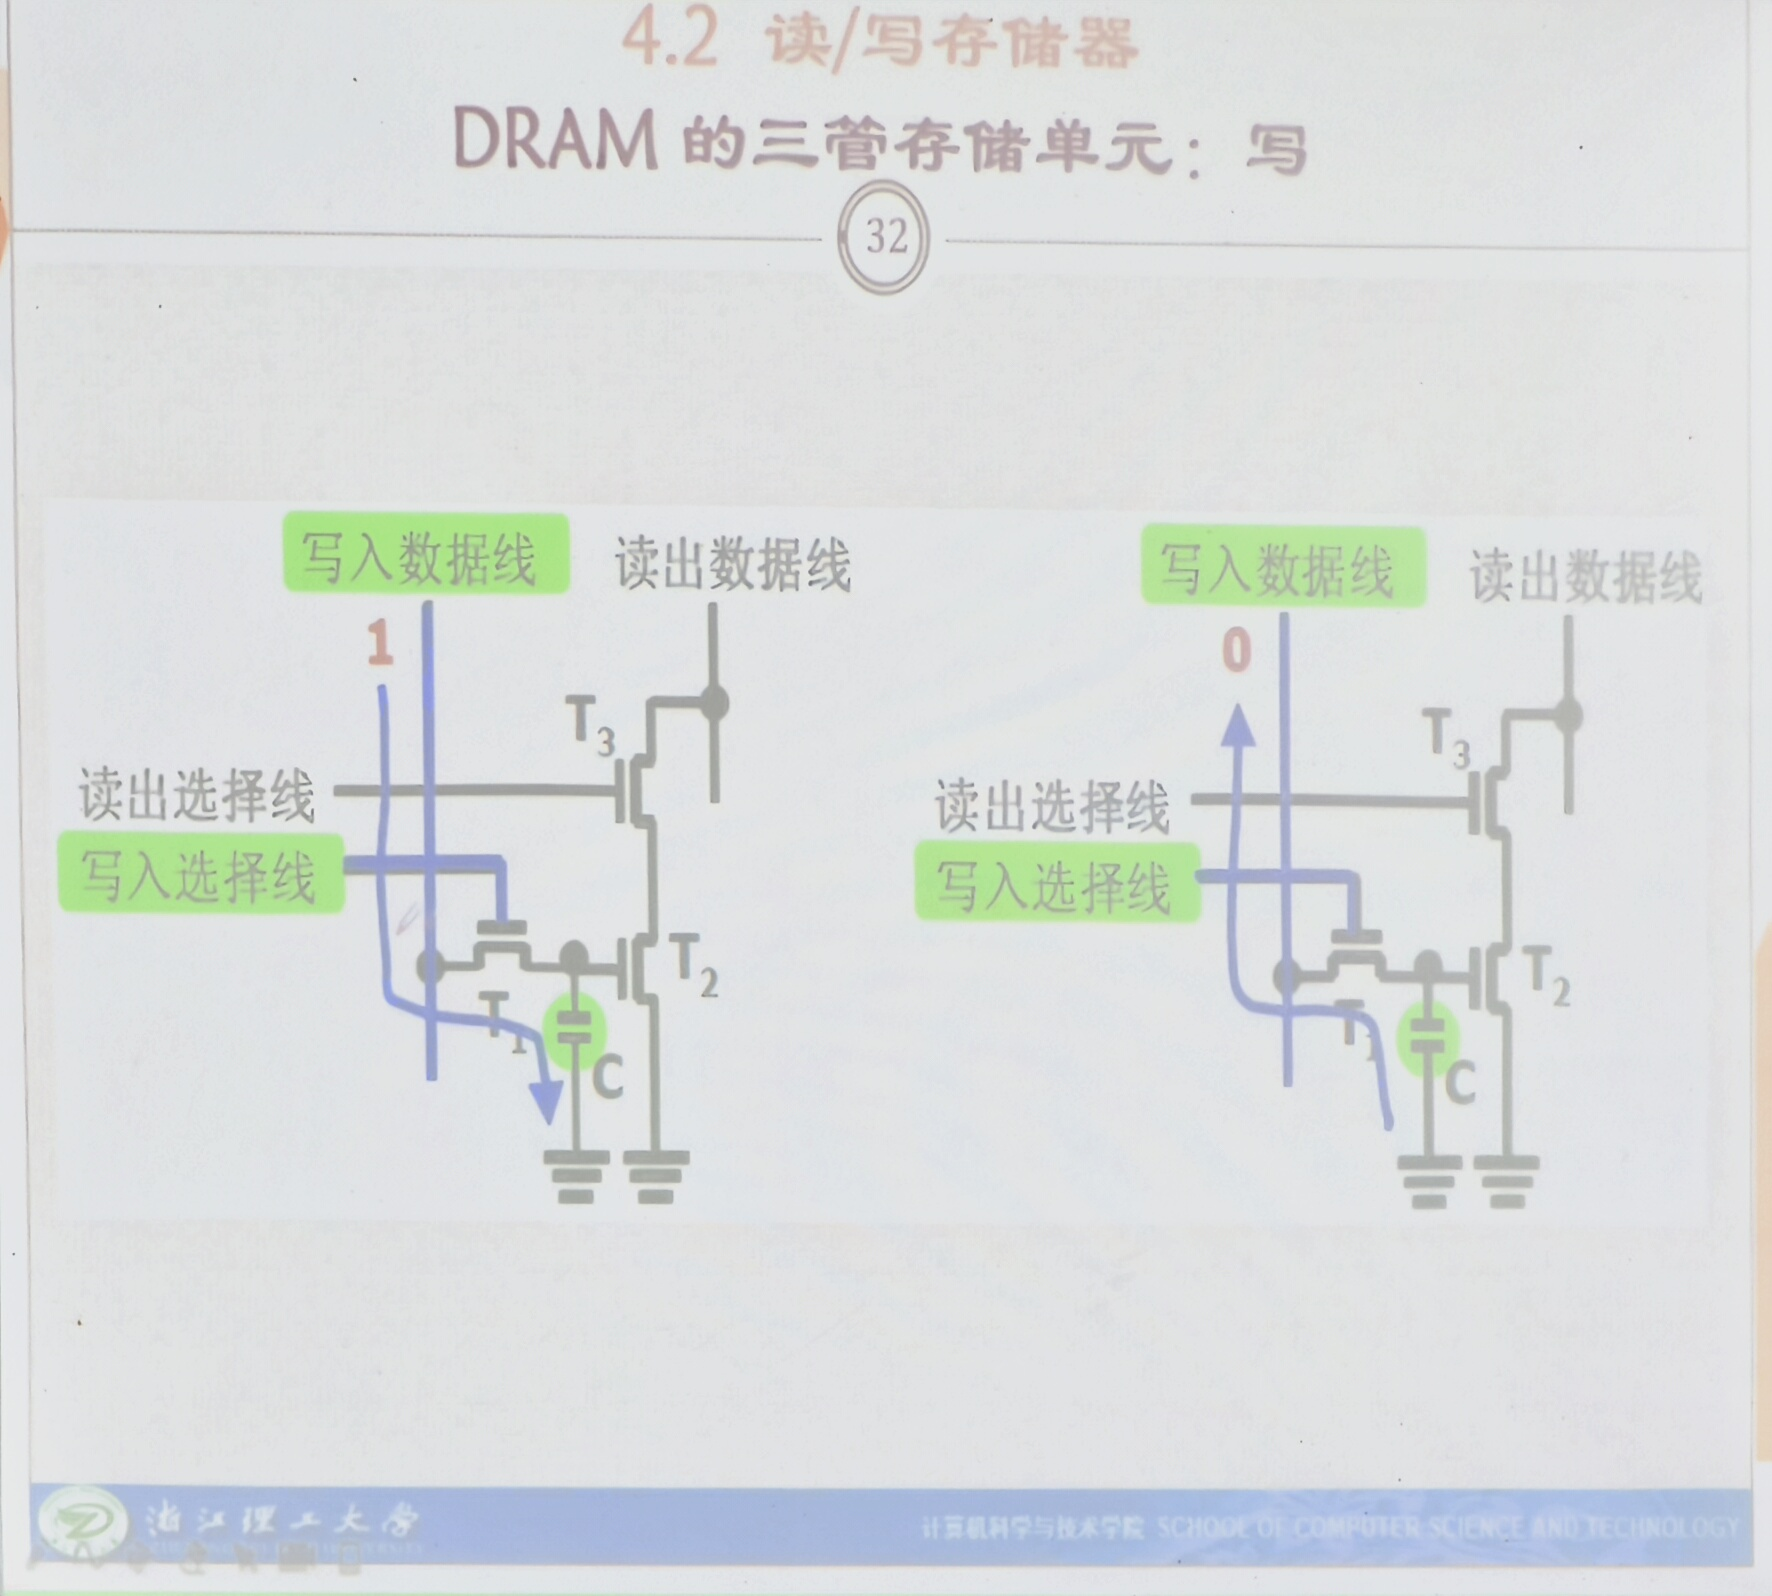 4.2 读/写存储器
DRAM 的三管存储单元：写
32
写入数据线 读出数据线
1
T3
读出选择线
写入选择线
T2
T1
C
写入数据线 读出数据线
0
T3
读出选择线
写入选择线
T2
T1
C
浙江理工大学
计算机科学与技术学院 SCHOOL OF COMPUTER SCIENCE AND TECHNOLOGY